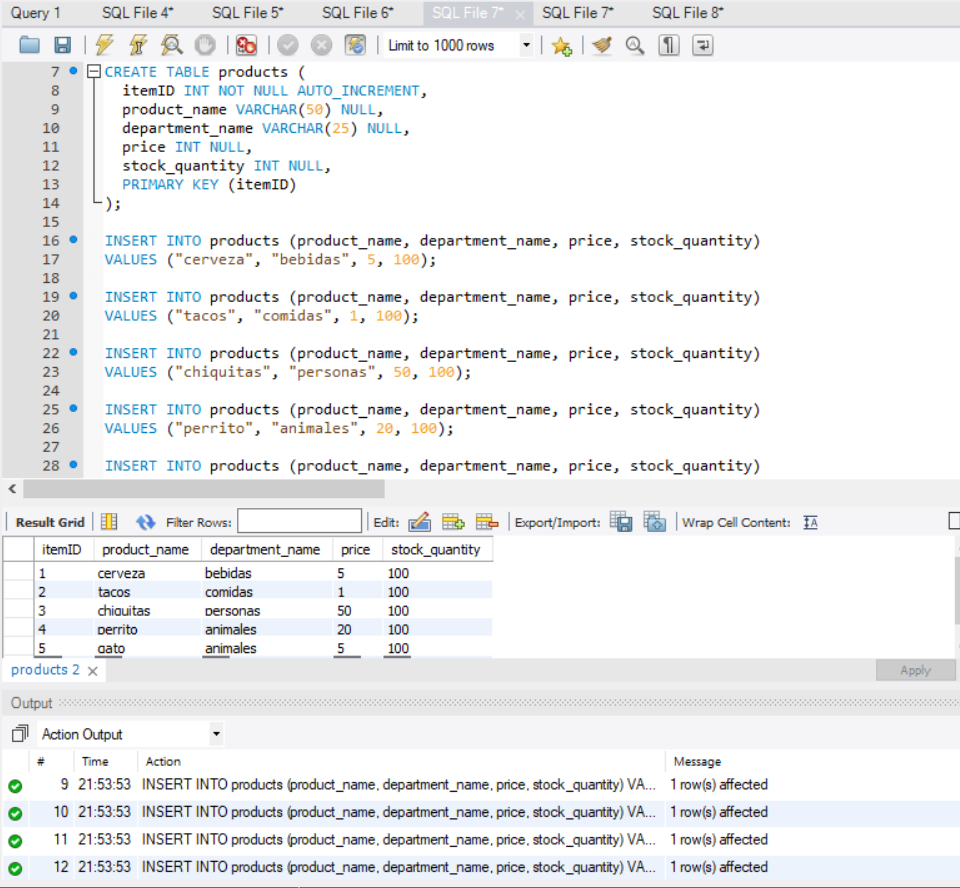 Query 1 SQL File 4* SQL File 5* SQL File 6* SQL File 7* SQL File 7* SQL File 8*
Limit to 1000 rows
7 CREATE TABLE products (
8 itemID INT NOT NULL AUTO_INCREMENT,
9 product_name VARCHAR(50) NULL,
10 department_name VARCHAR(25) NULL,
11 price INT NULL,
12 stock_quantity INT NULL,
13 PRIMARY KEY (itemID)
14 );
15
16 INSERT INTO products (product_name, department_name, price, stock_quantity)
17 VALUES ("cerveza", "bebidas", 5, 100);
18
19 INSERT INTO products (product_name, department_name, price, stock_quantity)
20 VALUES ("tacos", "comidas", 1, 100);
21
22 INSERT INTO products (product_name, department_name, price, stock_quantity)
23 VALUES ("chiquitas", "personas", 50, 100);
24
25 INSERT INTO products (product_name, department_name, price, stock_quantity)
26 VALUES ("perrito", "animales", 20, 100);
27
28 INSERT INTO products (product_name, department_name, price, stock_quantity)
Result Grid Filter Rows: Edit: Export/Import: Wrap Cell Content: IA
itemID product_name department_name price stock_quantity
1 cerveza bebidas 5 100
2 tacos comidas 1 100
3 chiquitas personas 50 100
4 perrito animales 20 100
5 gato animales 5 100
products 2 Apply
Output
Action Output
# Time Action Message
9 21:53:53 INSERT INTO products (product_name, department_name, price, stock_quantity) VA... 1 row(s) affected
10 21:53:53 INSERT INTO products (product_name, department_name, price, stock_quantity) VA... 1 row(s) affected
11 21:53:53 INSERT INTO products (product_name, department_name, price, stock_quantity) VA... 1 row(s) affected
12 21:53:53 INSERT INTO products (product_name, department_name, price, stock_quantity) VA... 1 row(s) affected